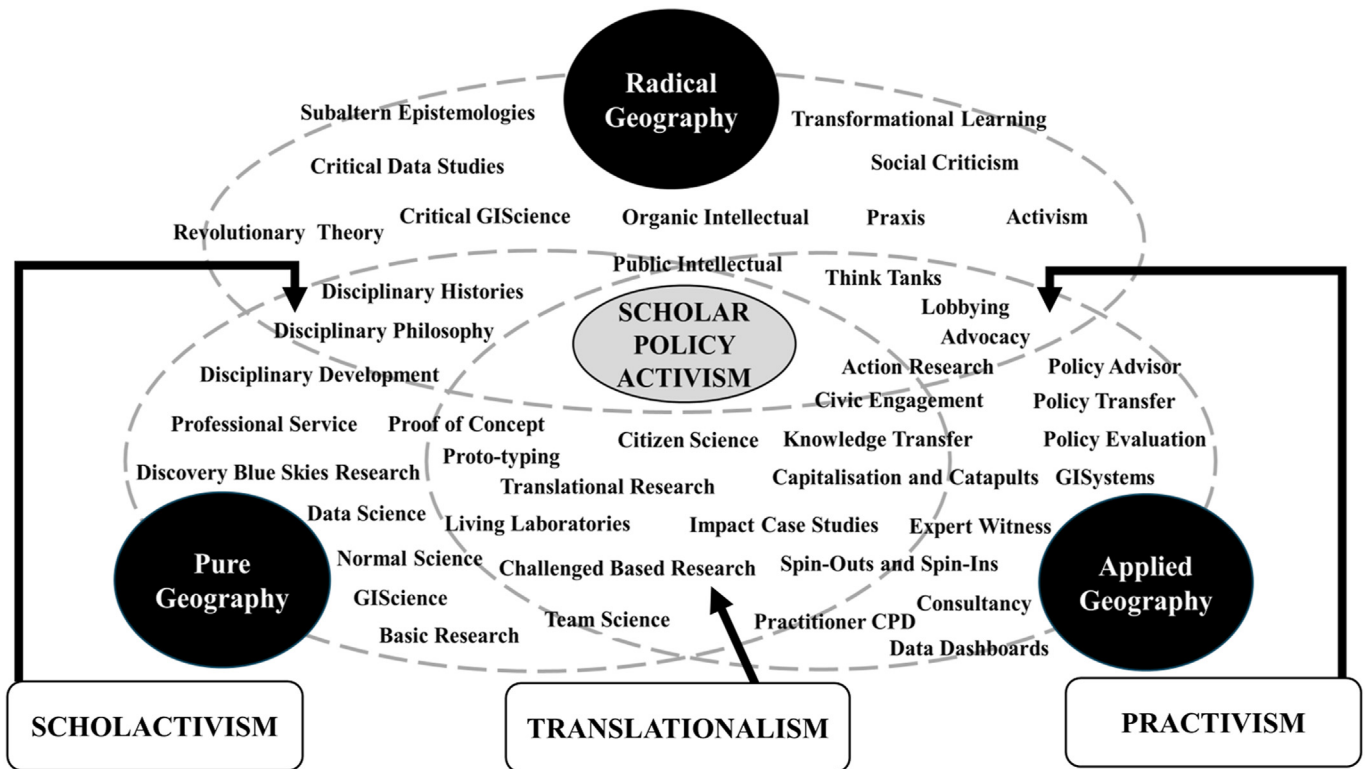 Radical
Geography
Subaltern Epistemologies
Transformational Learning
Critical Data Studies
Social Criticism
Revolutionary Theory
Critical GIScience
Organic Intellectual
Praxis
Activism
Public Intellectual
Think Tanks
Disciplinary Histories
Lobbying
Disciplinary Philosophy
SCHOLAR
POLICY
ACTIVISM
Advocacy
Disciplinary Development
Action Research
Policy Advisor
Civic Engagement
Policy Transfer
Professional Service
Proof of Concept
Citizen Science
Knowledge Transfer
Policy Evaluation
Proto-typing
Discovery Blue Skies Research
Translational Research
Capitalisation and Catapults
GISystems
Data Science
Living Laboratories
Impact Case Studies
Expert Witness
Pure
Geography
Normal Science
Challenged Based Research
Spin-Outs and Spin-Ins
Applied
Geography
GIScience
Consultancy
Basic Research
Team Science
Practitioner CPD
Data Dashboards
SCHOLACTIVISM
TRANSLATIONALISM
PRACTIVISM